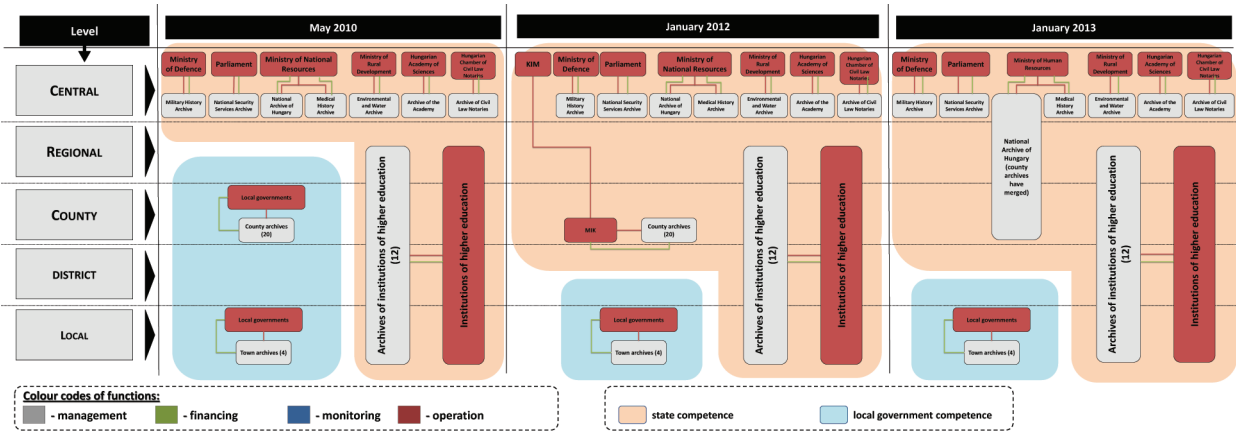 Level
May 2010
January 2012
January 2013
CENTRAL
REGIONAL
COUNTY
DISTRICT
LOCAL
Ministry
of Defence
Parliament
Ministry of National
Resources
Ministry of
Rural
Development
Hungarian
Academy of
Sciences
Hungarian
Chamber of
Civil Law
Notaries
Military History
Archive
National Security
Services Archive
National
Archive of
Hungary
Medical
History
Archive
Environmental
and Water
Archive
Archive of the
Academy
Archive of Civil
Law Notaries
Local governments
County archives
(20)
Local governments
Town archives (4)
Archives of institutions of higher education
(12)
Institutions of higher education
KIM
Ministry of
Defence
Parliament
Ministry
of National Resources
Ministry of
Rural
Development
Hungarian
Academy of
Sciences
Hungarian
Chamber of
Civil Law
Notaries
Military
History
Archive
National Security
Services Archive
National
Archive of
Hungary
Medical History
Archive
Environmental
and Water
Archive
Archive of the
Academy
Archive of Civil
Law Notaries
MIK
County archives
(20)
Local governments
Town archives (4)
Archives of institutions of higher education
(12)
Institutions of higher education
Ministry
of Defence
Parliament
Ministry of Human
Resources
Ministry of
Rural
Development
Hungarian
Academy of
Sciences
Hungarian
Chamber of
Civil Law
Notaries
Military History
Archive
National Security
Services Archive
National
Archive of
Hungary
(county
archives
have
merged)
Medical
History
Archive
Environmental
and Water
Archive
Archive of the
Academy
Archive of Civil
Law Notaries
Local governments
Town archives (4)
Archives of institutions of higher education
(12)
Institutions of higher education
Colour codes of functions:
- management
- financing
- monitoring
- operation
state competence
local government competence